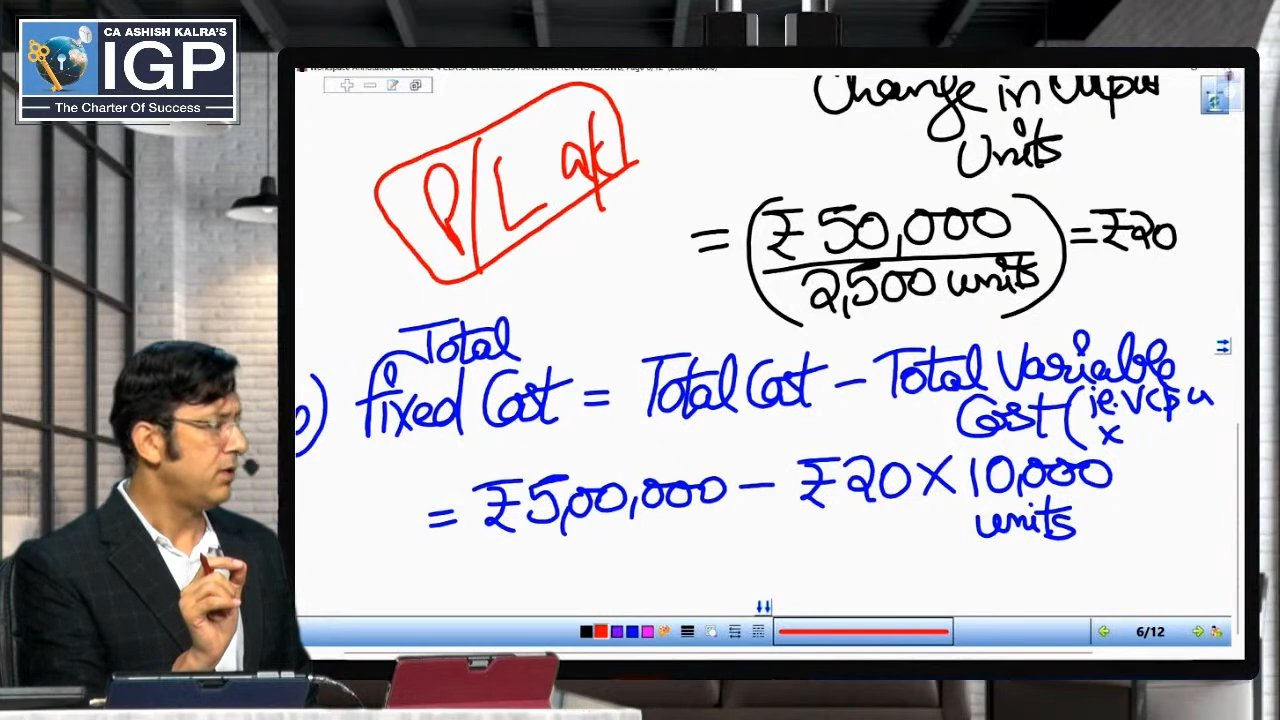 CA ASHISH KALRA'S
IGP
The Charter Of Success
Change in Output
Units
P/L a/c
= (₹ 50,000 / 2,500 units) = ₹20
Total
fixed Cost = Total Cost – Total Variable
Cost (ie. VCpu
x
= ₹5,00,000 – ₹20 × 10,000
units
6/12